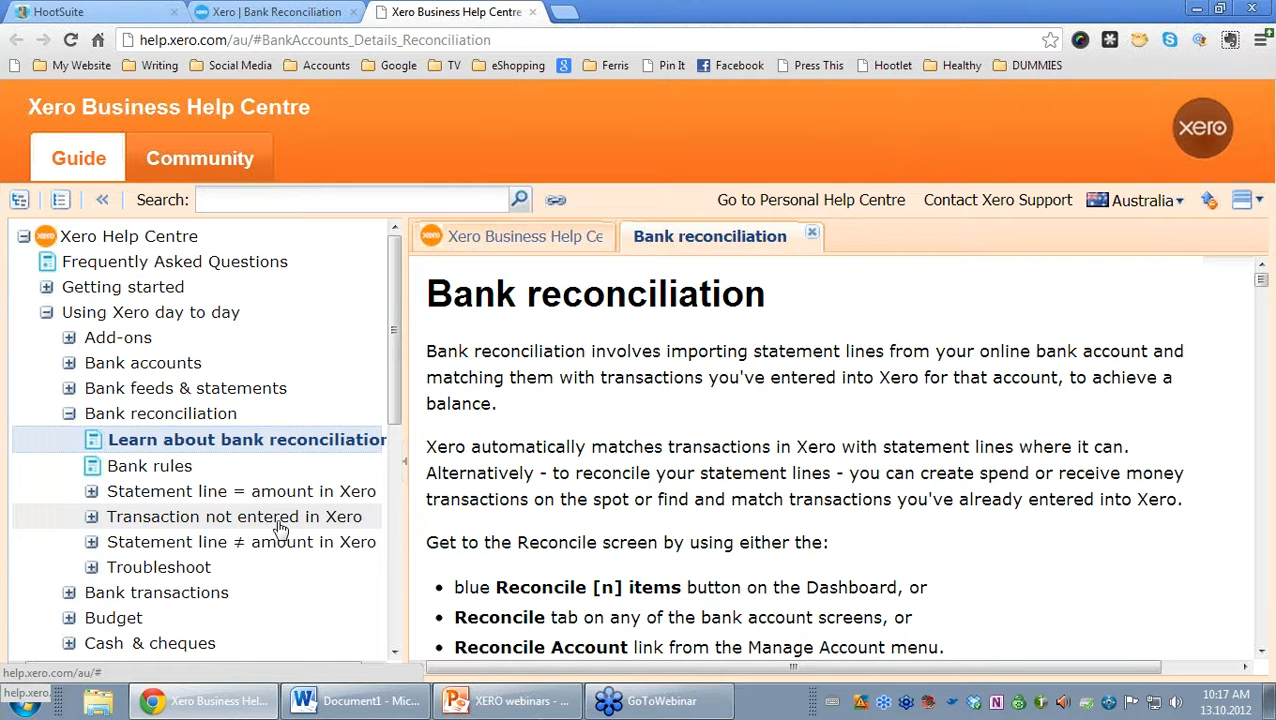 HootSuite
Xero | Bank Reconciliation
Xero Business Help Centre
help.xero.com/au/#BankAccounts_Details_Reconciliation
My Website
Writing
Social Media
Accounts
Google
TV
eShopping
Ferris
Pin It
Facebook
Press This
Hootlet
Healthy
DUMMIES
Xero Business Help Centre
xero
Guide
Community
Search:
Go to Personal Help Centre
Contact Xero Support
Australia
Xero Help Centre
Frequently Asked Questions
Getting started
Using Xero day to day
Add-ons
Bank accounts
Bank feeds & statements
Bank reconciliation
Learn about bank reconciliation
Bank rules
Statement line = amount in Xero
Transaction not entered in Xero
Statement line ≠ amount in Xero
Troubleshoot
Bank transactions
Budget
Cash & cheques
Xero Business Help Ce
Bank reconciliation
Bank reconciliation
Bank reconciliation involves importing statement lines from your online bank account and
matching them with transactions you've entered into Xero for that account, to achieve a
balance.
Xero automatically matches transactions in Xero with statement lines where it can.
Alternatively - to reconcile your statement lines - you can create spend or receive money
transactions on the spot or find and match transactions you've already entered into Xero.
Get to the Reconcile screen by using either the:
• blue Reconcile [n] items button on the Dashboard, or
• Reconcile tab on any of the bank account screens, or
• Reconcile Account link from the Manage Account menu.
help.xero.com/au/#
help.xero.
Xero Business Hel...
Document1 - Mic...
XERO webinars - ...
GoToWebinar
10:17 AM
13.10.2012